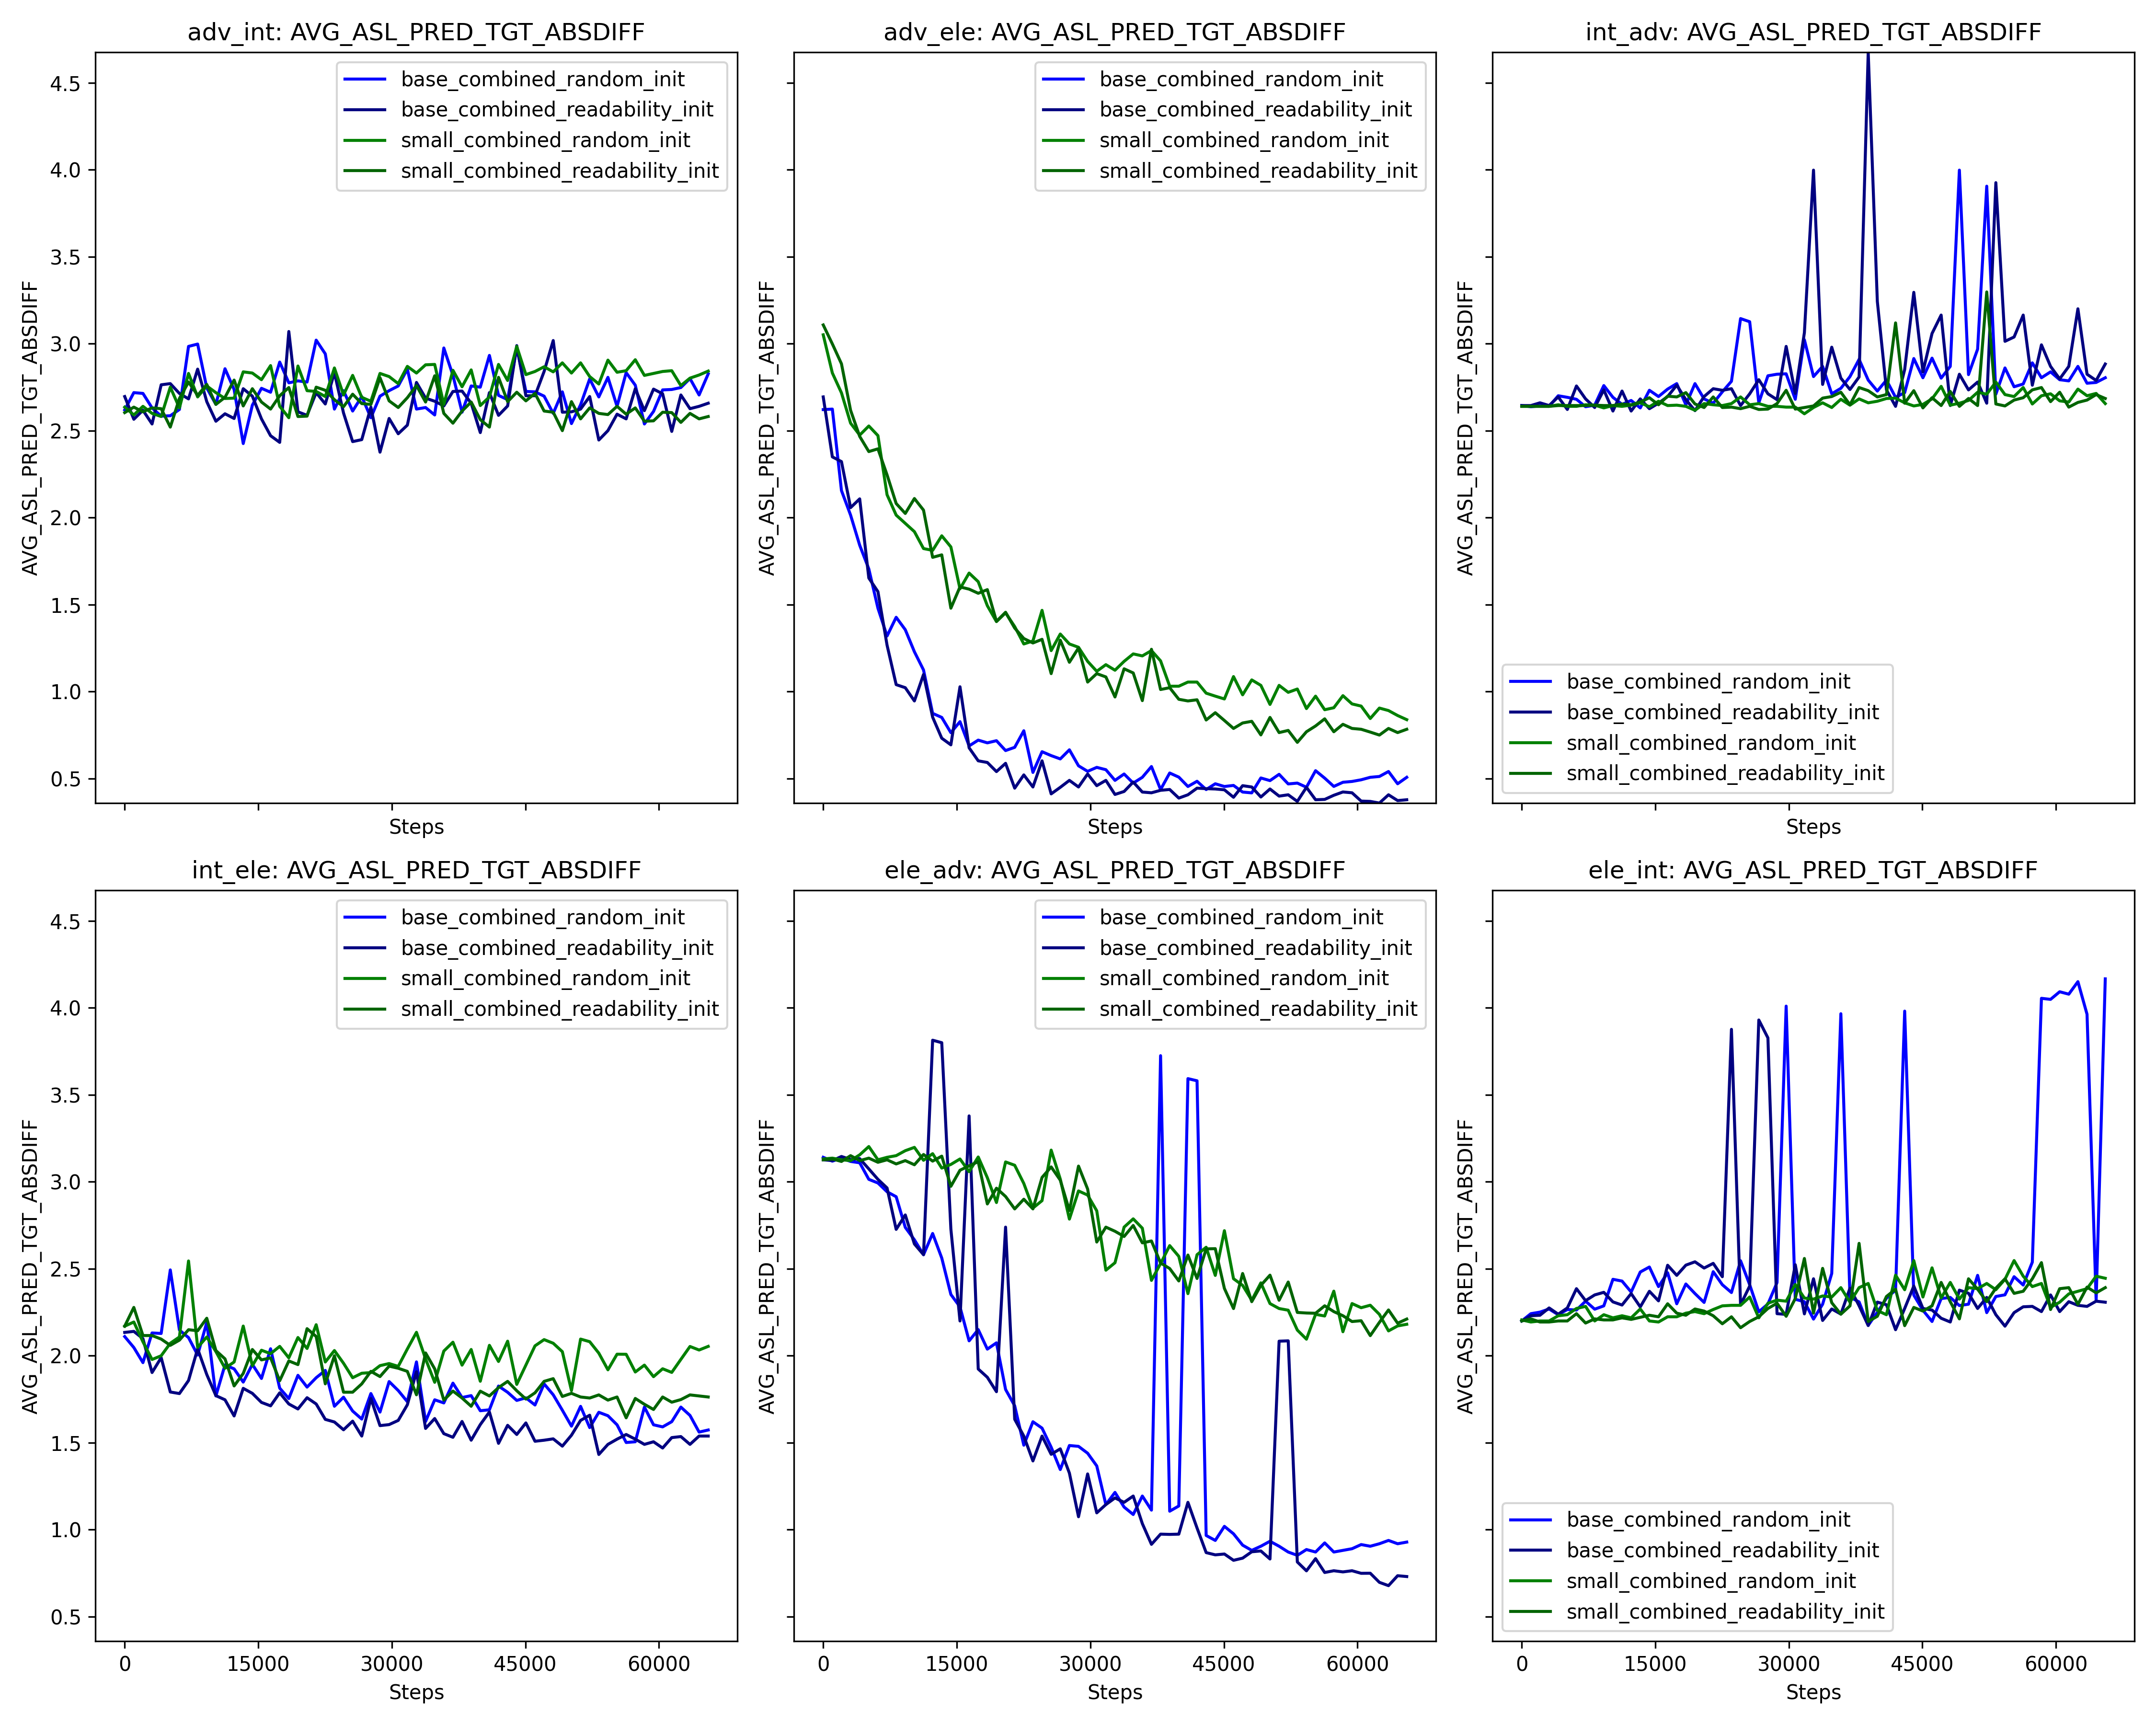 adv_int: AVG_ASL_PRED_TGT_ABSDIFF
AVG_ASL_PRED_TGT_ABSDIFF
4.5
4.0
3.5
3.0
2.5
2.0
1.5
1.0
0.5
base_combined_random_init
base_combined_readability_init
small_combined_random_init
small_combined_readability_init
Steps
adv_ele: AVG_ASL_PRED_TGT_ABSDIFF
AVG_ASL_PRED_TGT_ABSDIFF
base_combined_random_init
base_combined_readability_init
small_combined_random_init
small_combined_readability_init
Steps
int_adv: AVG_ASL_PRED_TGT_ABSDIFF
AVG_ASL_PRED_TGT_ABSDIFF
base_combined_random_init
base_combined_readability_init
small_combined_random_init
small_combined_readability_init
Steps
int_ele: AVG_ASL_PRED_TGT_ABSDIFF
AVG_ASL_PRED_TGT_ABSDIFF
4.5
4.0
3.5
3.0
2.5
2.0
1.5
1.0
0.5
base_combined_random_init
base_combined_readability_init
small_combined_random_init
small_combined_readability_init
0 15000 30000 45000 60000
Steps
ele_adv: AVG_ASL_PRED_TGT_ABSDIFF
AVG_ASL_PRED_TGT_ABSDIFF
base_combined_random_init
base_combined_readability_init
small_combined_random_init
small_combined_readability_init
0 15000 30000 45000 60000
Steps
ele_int: AVG_ASL_PRED_TGT_ABSDIFF
AVG_ASL_PRED_TGT_ABSDIFF
base_combined_random_init
base_combined_readability_init
small_combined_random_init
small_combined_readability_init
0 15000 30000 45000 60000
Steps